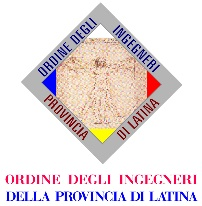 ORDINE DEGLI
INGEGNERI
PROVINCIA
DI LATINA
ORDINE DEGLI INGEGNERI
DELLA PROVINCIA DI LATINA